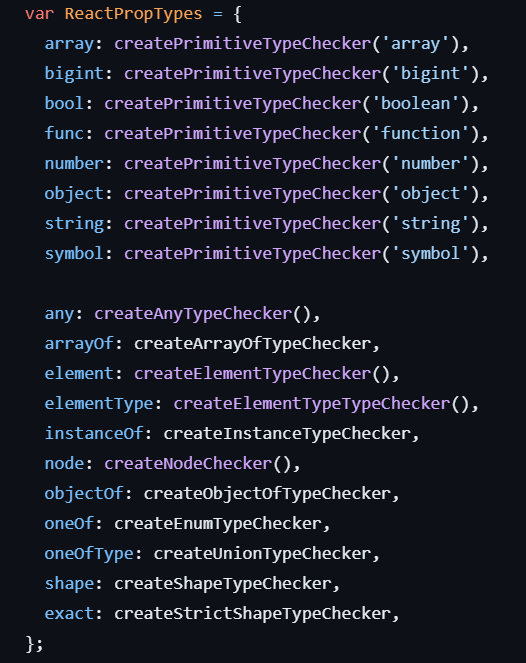 var ReactPropTypes = {
  array: createPrimitiveTypeChecker('array'),
  bigint: createPrimitiveTypeChecker('bigint'),
  bool: createPrimitiveTypeChecker('boolean'),
  func: createPrimitiveTypeChecker('function'),
  number: createPrimitiveTypeChecker('number'),
  object: createPrimitiveTypeChecker('object'),
  string: createPrimitiveTypeChecker('string'),
  symbol: createPrimitiveTypeChecker('symbol'),

  any: createAnyTypeChecker(),
  arrayOf: createArrayOfTypeChecker,
  element: createElementTypeChecker(),
  elementType: createElementTypeTypeChecker(),
  instanceOf: createInstanceTypeChecker,
  node: createNodeChecker(),
  objectOf: createObjectOfTypeChecker,
  oneOf: createEnumTypeChecker,
  oneOfType: createUnionTypeChecker,
  shape: createShapeTypeChecker,
  exact: createStrictShapeTypeChecker,
};